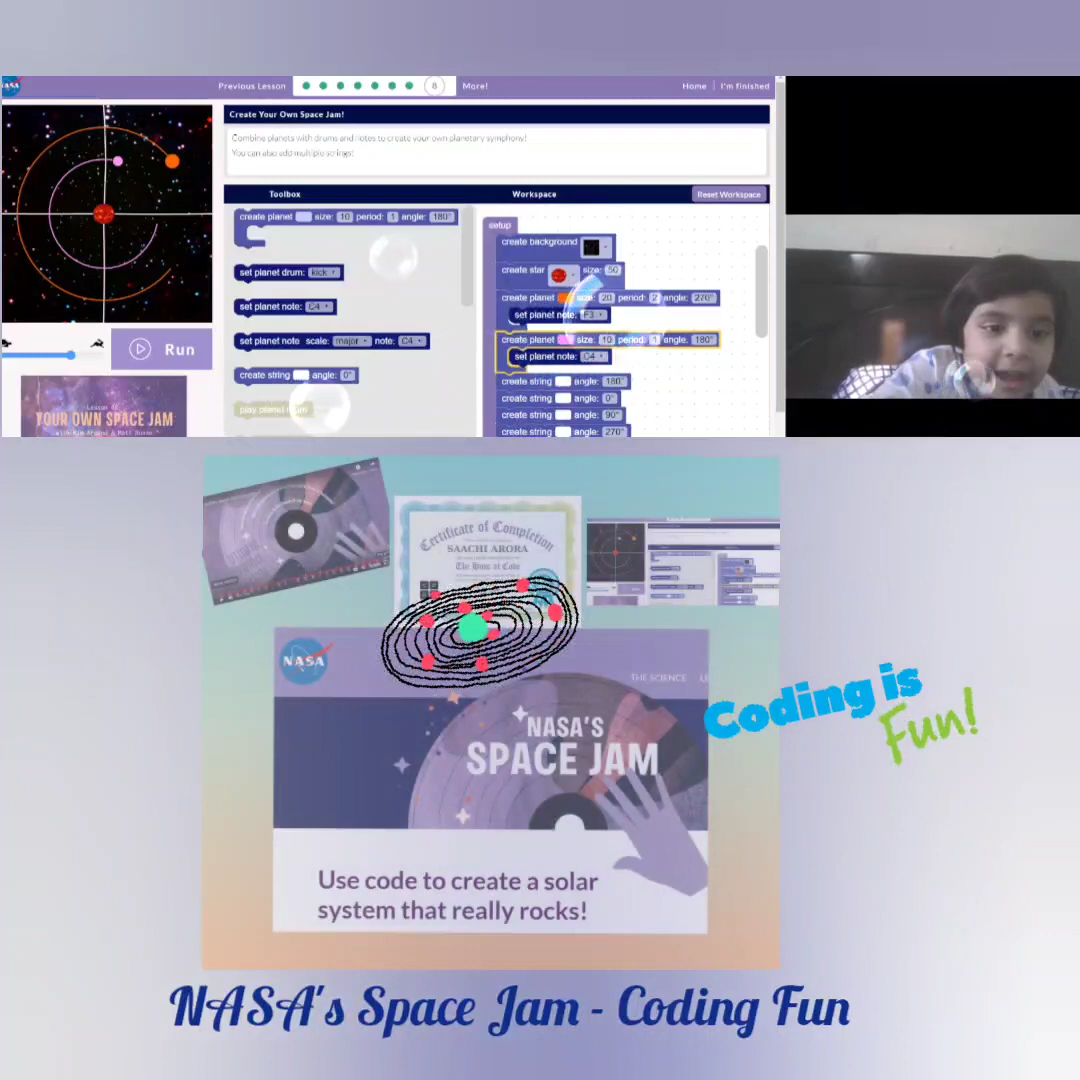 NASA
Previous Lesson 8 More! Home | I'm finished
Create Your Own Space Jam!
Combine planets with drums and notes to create your own planetary symphony!
You can also add multiple strings!
Toolbox Workspace Reset Workspace
create planet size: 10 period: 1 angle: 180°
set planet drum: kick
set planet note: C4
set planet note scale: major note: C4
create string angle: 0°
setup
create background
create star size: 50
create planet size: 20 period: 2 angle: 270°
set planet note: F3
create planet size: 10 period: 1 angle: 180°
set planet note: C4
create string angle: 180°
create string angle: 0°
create string angle: 90°
create string angle: 270°
Run
YOUR OWN SPACE JAM
Certificate of Completion
SAACHI ARORA
The Hour of Code
NASA
THE SCIENCE
NASA'S
SPACE JAM
Use code to create a solar
system that really rocks!
Coding is
Fun!
NASA's Space Jam - Coding Fun